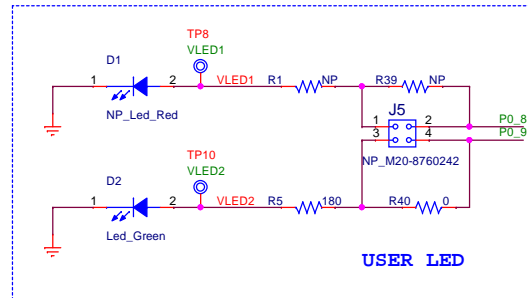 TP8
D1
VLED1
1
2
VLED1
R1
NP
R39
NP
NP_Led_Red
J5
1
2
P0_8
3
4
P0_9
TP10
NP_M20-8760242
D2
VLED2
1
2
VLED2
R5
180
R40
0
Led_Green
USER LED